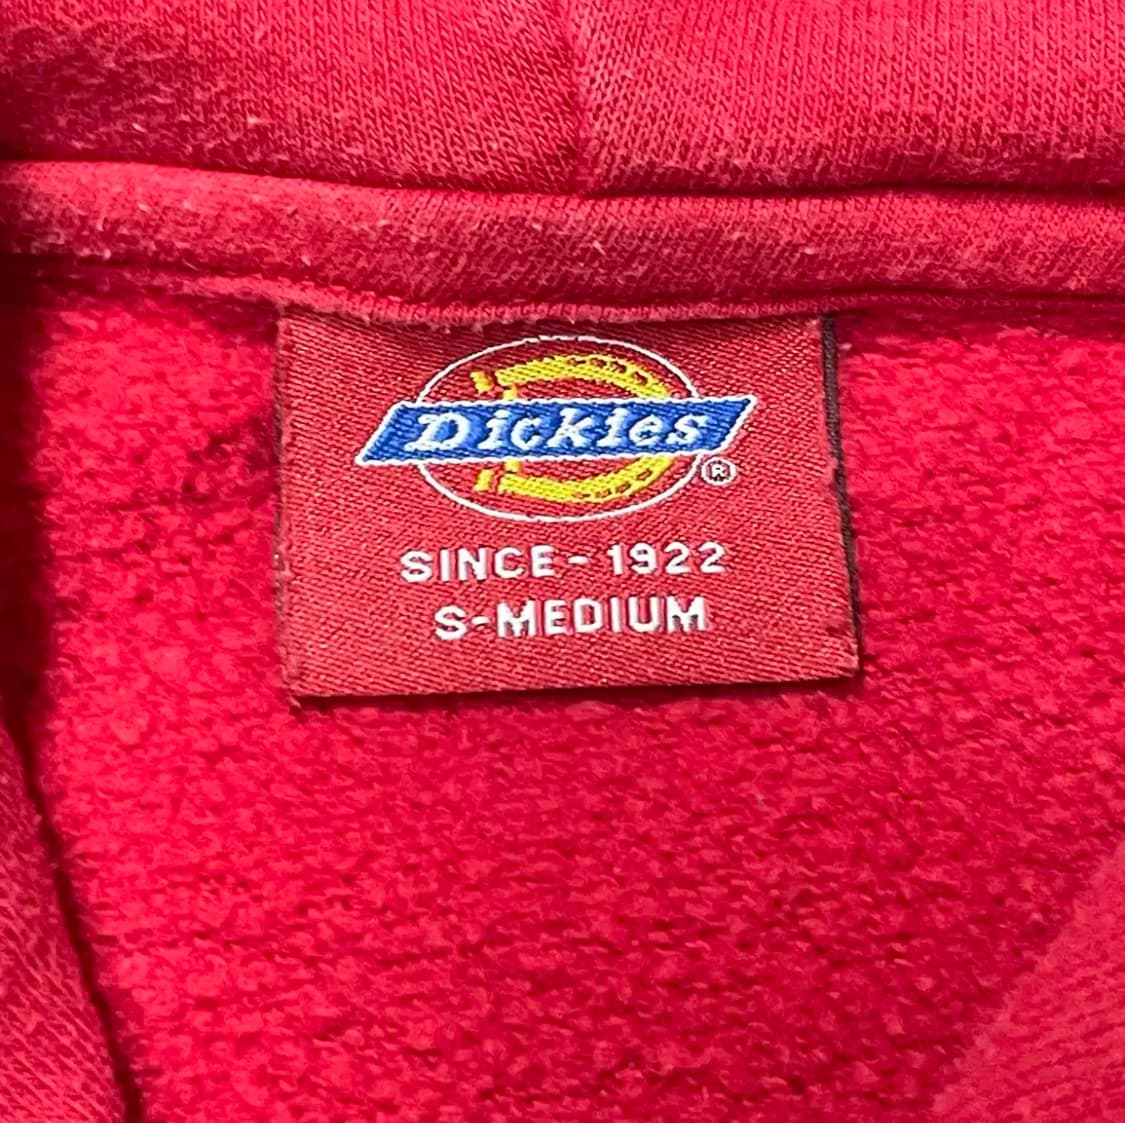 Dickies
®
SINCE-1922
S-MEDIUM